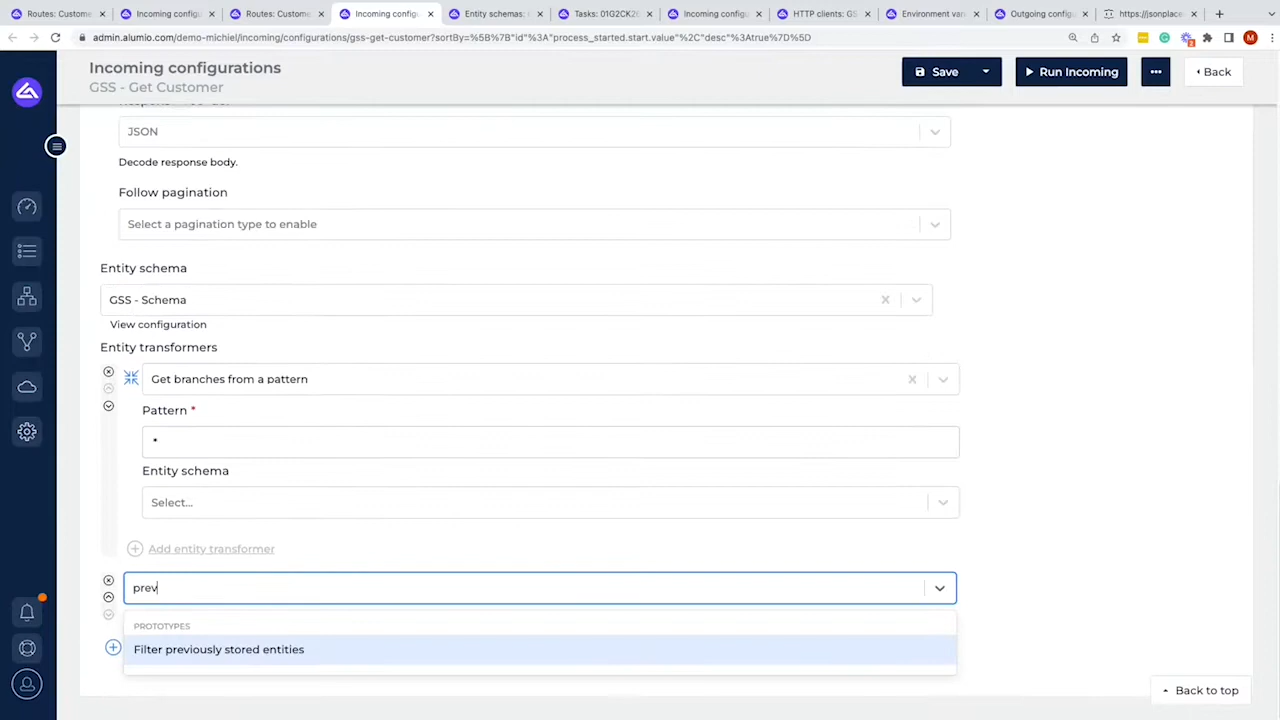 Routes: Custome
Incoming config
Routes: Custome
Incoming configu
Entity schemas:
Tasks: 01G2CK26
Incoming config
HTTP clients: GS
Environment var
Outgoing config
https://jsonplace
admin.alumio.com/demo-michiel/incoming/configurations/gss-get-customer?sortBy=%5B%7B"id"%3A"process_started.start.value"%2C"desc"%3Atrue%7D%5D
Incoming configurations
GSS - Get Customer
Save
Run Incoming
Back
JSON
Decode response body.
Follow pagination
Select a pagination type to enable
Entity schema
GSS - Schema
View configuration
Entity transformers
Get branches from a pattern
Pattern *
*
Entity schema
Select...
Add entity transformer
prev
PROTOTYPES
Filter previously stored entities
Back to top